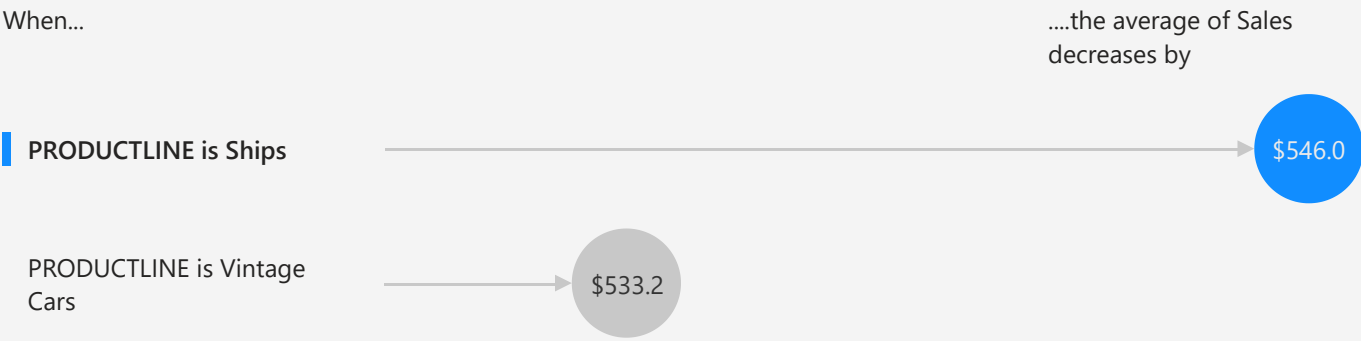 When...
....the average of Sales
decreases by
PRODUCTLINE is Ships
$546.0
PRODUCTLINE is Vintage
Cars
$533.2